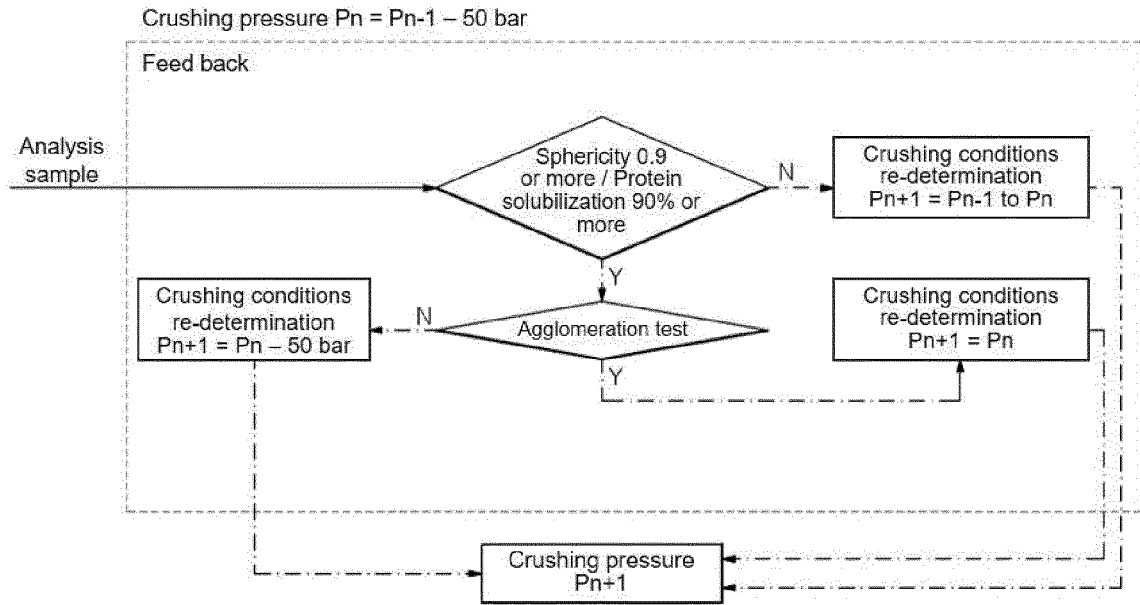 Crushing pressure Pn = Pn-1 – 50 bar
Feed back
Analysis
sample
Sphericity 0.9
or more / Protein
solubilization 90% or
more
N
Crushing conditions
re-determination
Pn+1 = Pn-1 to Pn
Y
Crushing conditions
re-determination
Pn+1 = Pn – 50 bar
N
Agglomeration test
Y
Crushing conditions
re-determination
Pn+1 = Pn
Crushing pressure
Pn+1